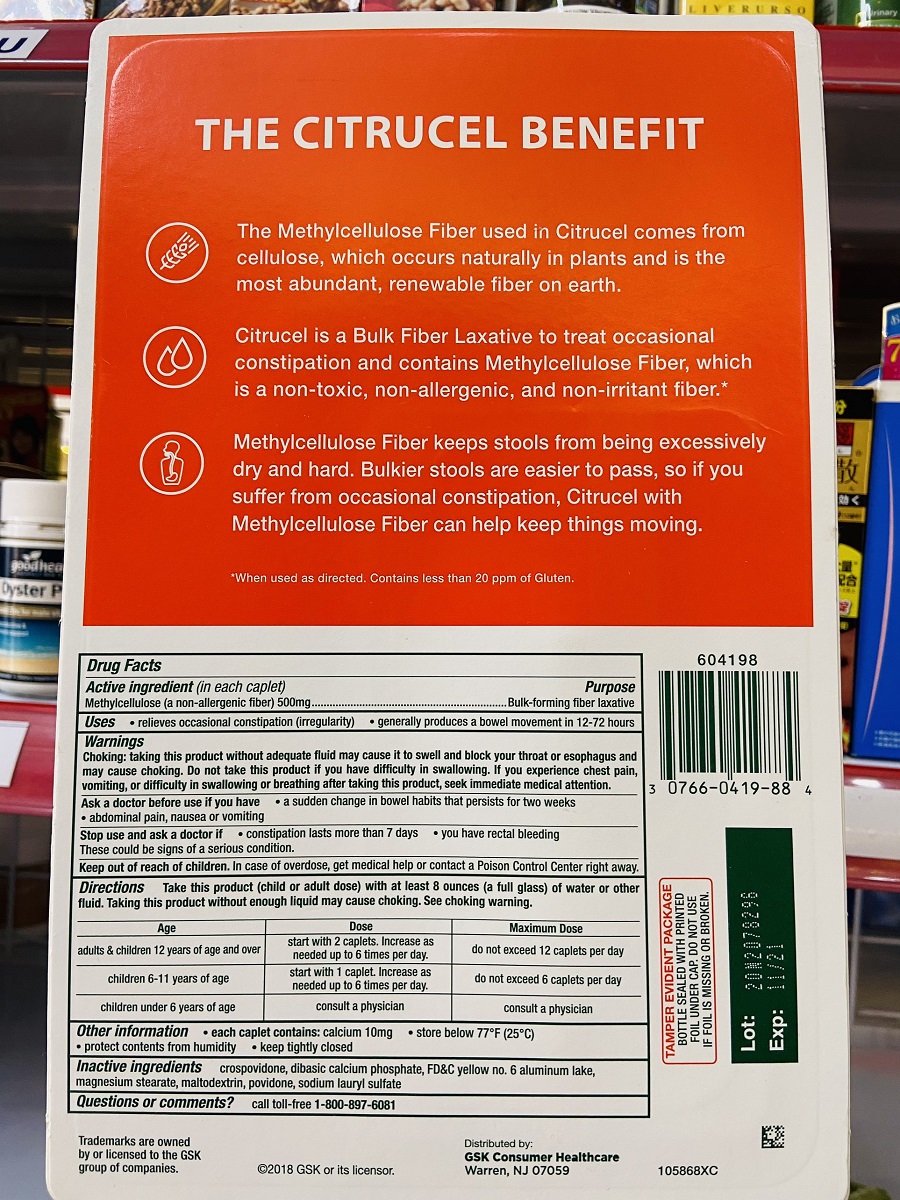 U
LIVERURSO
Urinary
THE CITRUCEL BENEFIT
The Methylcellulose Fiber used in Citrucel comes from
cellulose, which occurs naturally in plants and is the
most abundant, renewable fiber on earth.
Citrucel is a Bulk Fiber Laxative to treat occasional
constipation and contains Methylcellulose Fiber, which
is a non-toxic, non-allergenic, and non-irritant fiber.*
Methylcellulose Fiber keeps stools from being excessively
dry and hard. Bulkier stools are easier to pass, so if you
suffer from occasional constipation, Citrucel with
Methylcellulose Fiber can help keep things moving.
*When used as directed. Contains less than 20 ppm of Gluten.
Drug Facts
Active ingredient (in each caplet) Purpose
Methylcellulose (a non-allergenic fiber) 500mg..........Bulk-forming fiber laxative
Uses • relieves occasional constipation (irregularity) • generally produces a bowel movement in 12-72 hours
Warnings
Choking: taking this product without adequate fluid may cause it to swell and block your throat or esophagus and
may cause choking. Do not take this product if you have difficulty in swallowing. If you experience chest pain,
vomiting, or difficulty in swallowing or breathing after taking this product, seek immediate medical attention.
Ask a doctor before use if you have • a sudden change in bowel habits that persists for two weeks
• abdominal pain, nausea or vomiting
Stop use and ask a doctor if • constipation lasts more than 7 days • you have rectal bleeding
These could be signs of a serious condition.
Keep out of reach of children. In case of overdose, get medical help or contact a Poison Control Center right away.
Directions Take this product (child or adult dose) with at least 8 ounces (a full glass) of water or other
fluid. Taking this product without enough liquid may cause choking. See choking warning.
Age Dose Maximum Dose
adults & children 12 years of age and over
start with 2 caplets. Increase as
needed up to 6 times per day.
do not exceed 12 caplets per day
children 6-11 years of age
start with 1 caplet. Increase as
needed up to 6 times per day.
do not exceed 6 caplets per day
children under 6 years of age consult a physician consult a physician
Other information • each caplet contains: calcium 10mg • store below 77°F (25°C)
• protect contents from humidity • keep tightly closed
Inactive ingredients crospovidone, dibasic calcium phosphate, FD&C yellow no. 6 aluminum lake,
magnesium stearate, maltodextrin, povidone, sodium lauryl sulfate
Questions or comments? call toll-free 1-800-897-6081
604198
3 0766-0419-88 4
TAMPER EVIDENT PACKAGE
BOTTLE SEALED WITH PRINTED
FOIL UNDER CAP. DO NOT USE
IF FOIL IS MISSING OR BROKEN.
Lot:
Exp: 11/21
Trademarks are owned
by or licensed to the GSK
group of companies.
©2018 GSK or its licensor.
Distributed by:
GSK Consumer Healthcare
Warren, NJ 07059
105868XC
goodhea
Oyster P
散
効く
配合